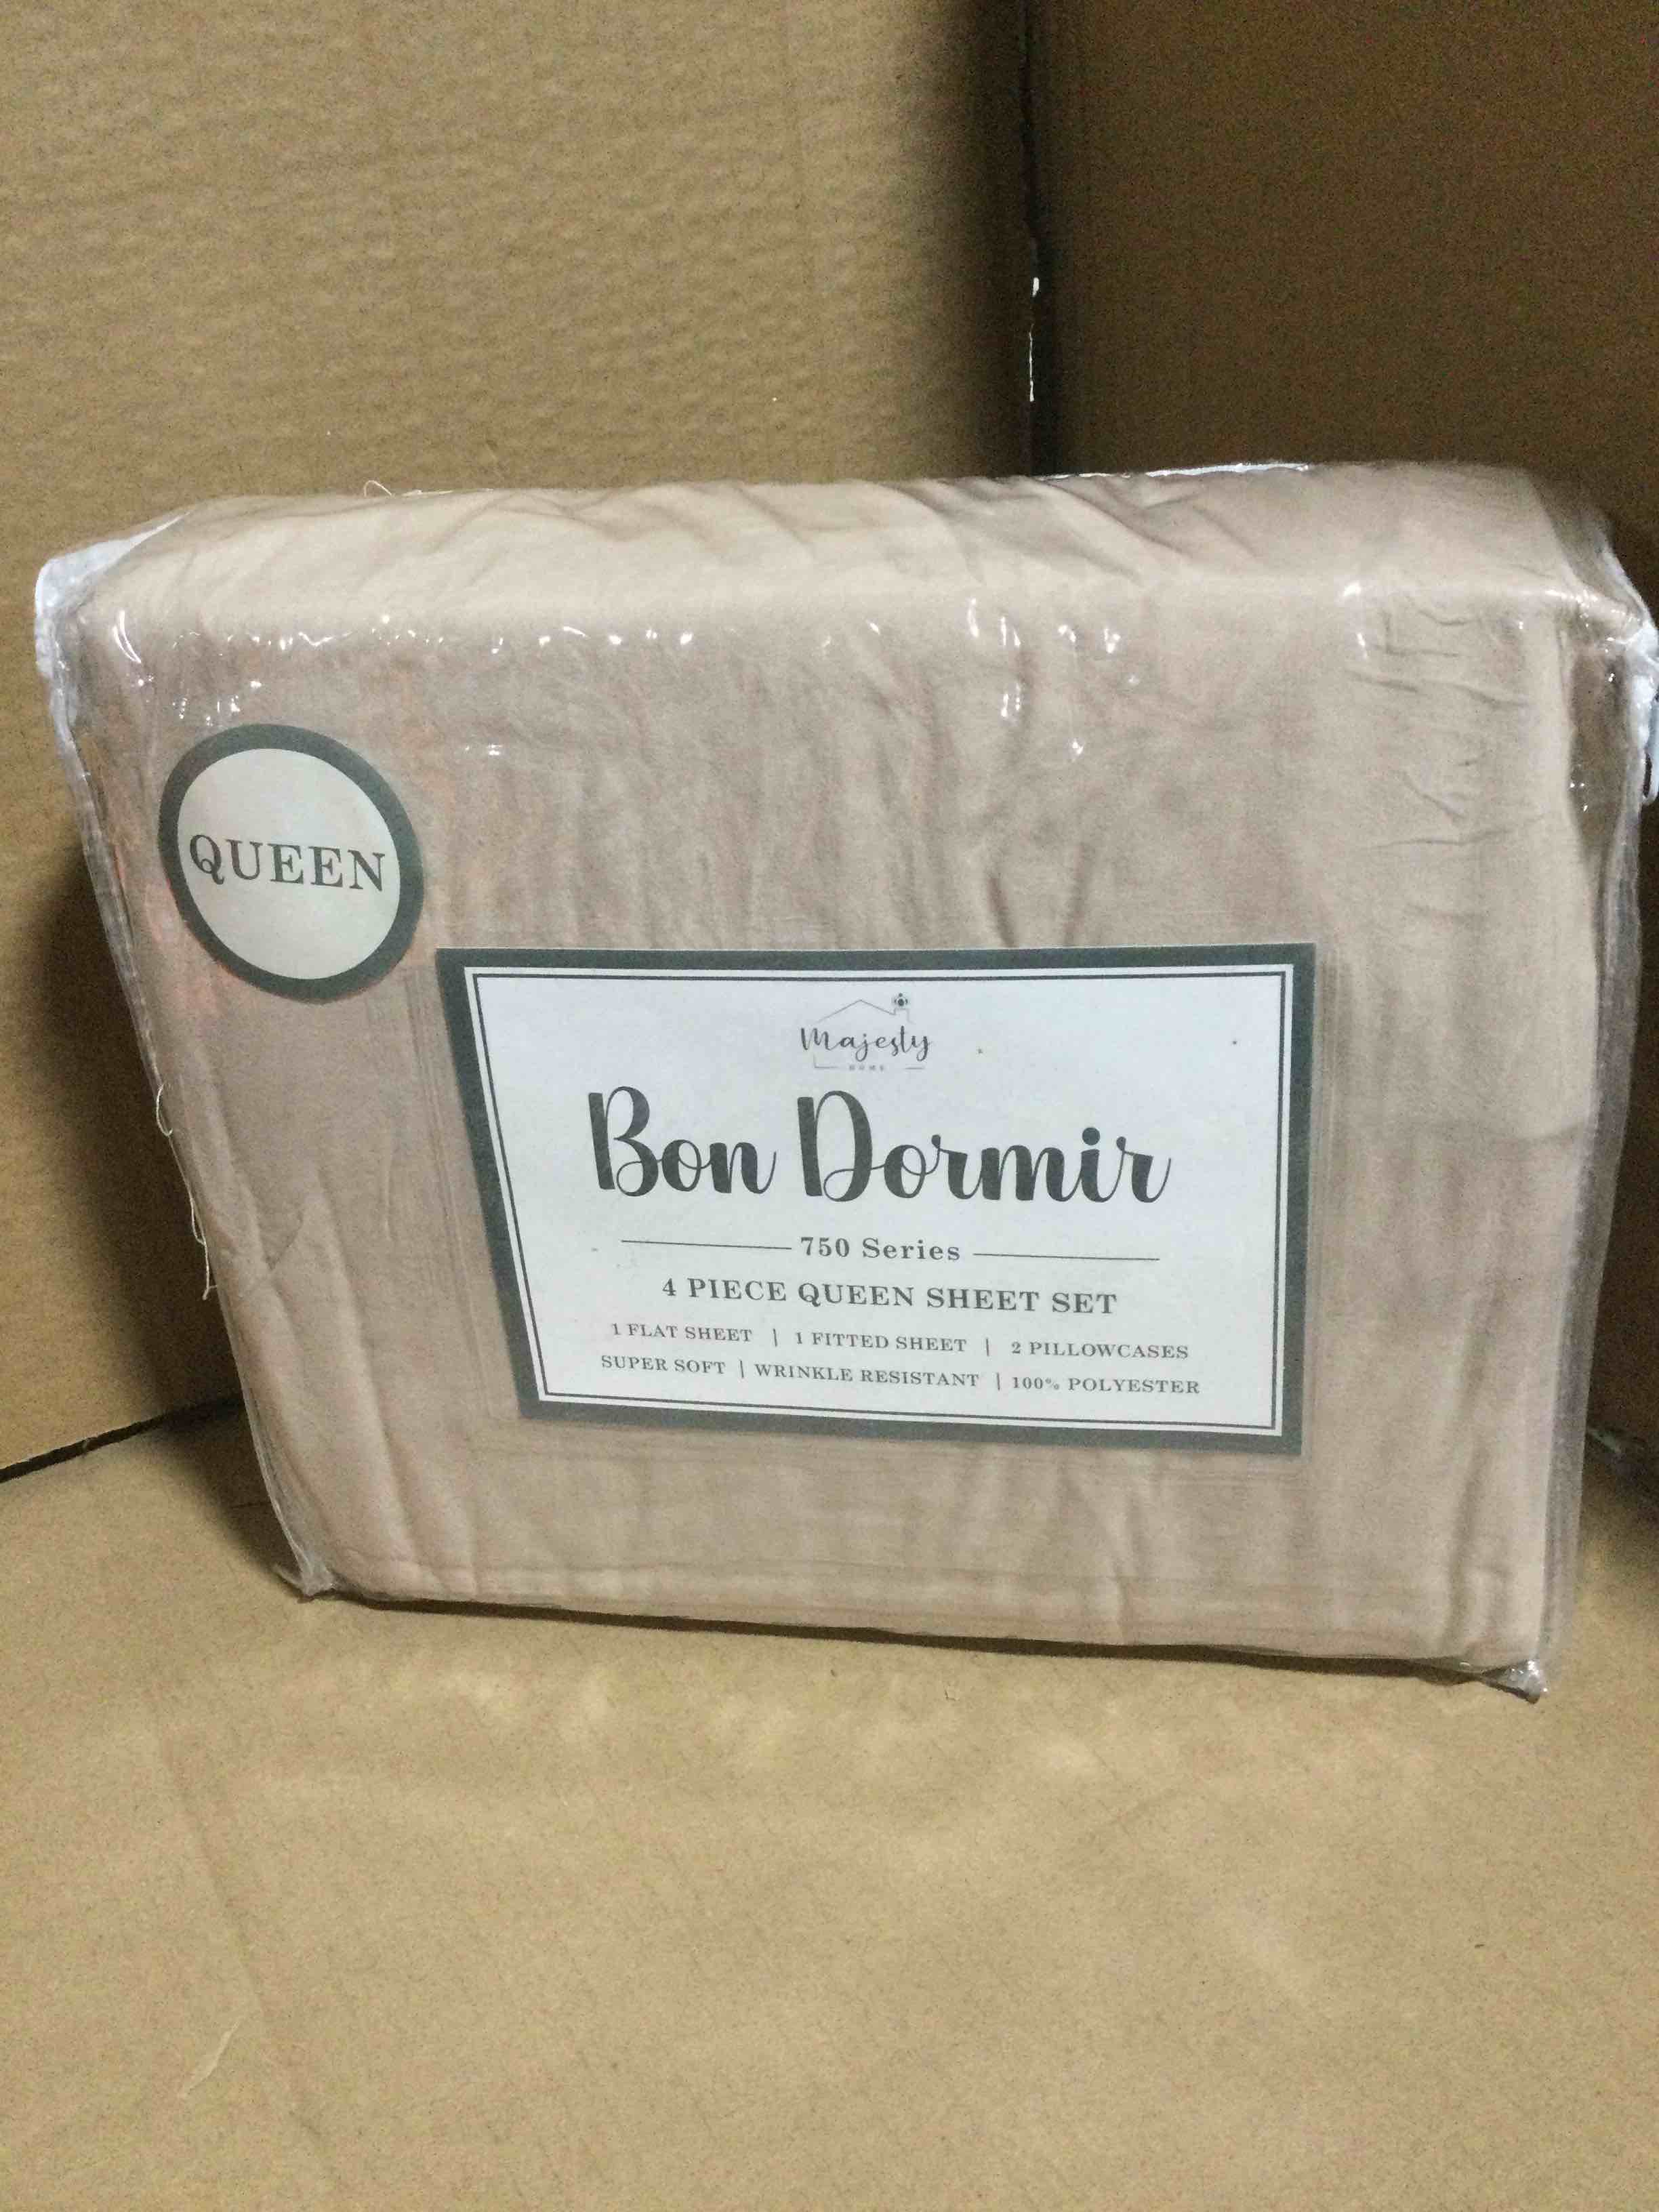 QUEEN
Majesty
HOME
Bon Dormir
750 Series
4 PIECE QUEEN SHEET SET
1 FLAT SHEET | 1 FITTED SHEET | 2 PILLOWCASES
SUPER SOFT | WRINKLE RESISTANT | 100% POLYESTER